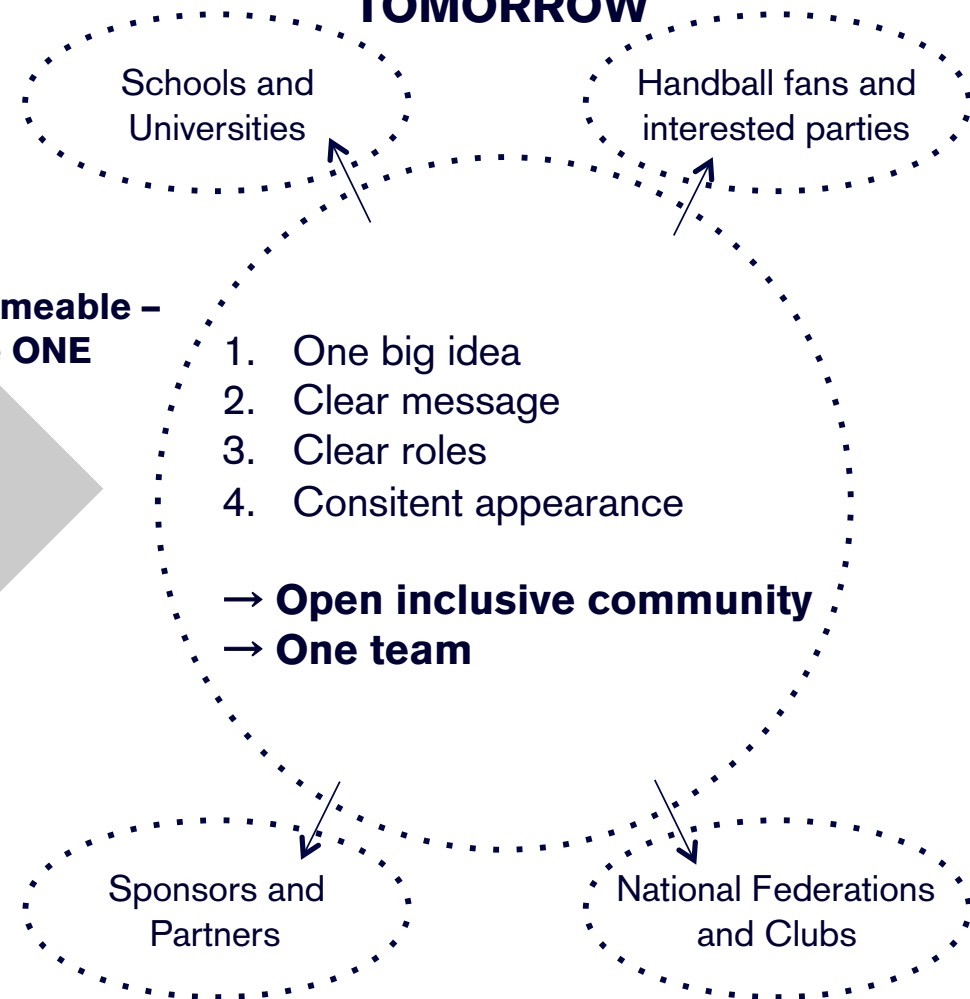 TOMORROW
Schools and
Universities
Handball fans and
interested parties
meable –
ONE
1. One big idea
2. Clear message
3. Clear roles
4. Consitent appearance
→ Open inclusive community
→ One team
Sponsors and
Partners
National Federations
and Clubs